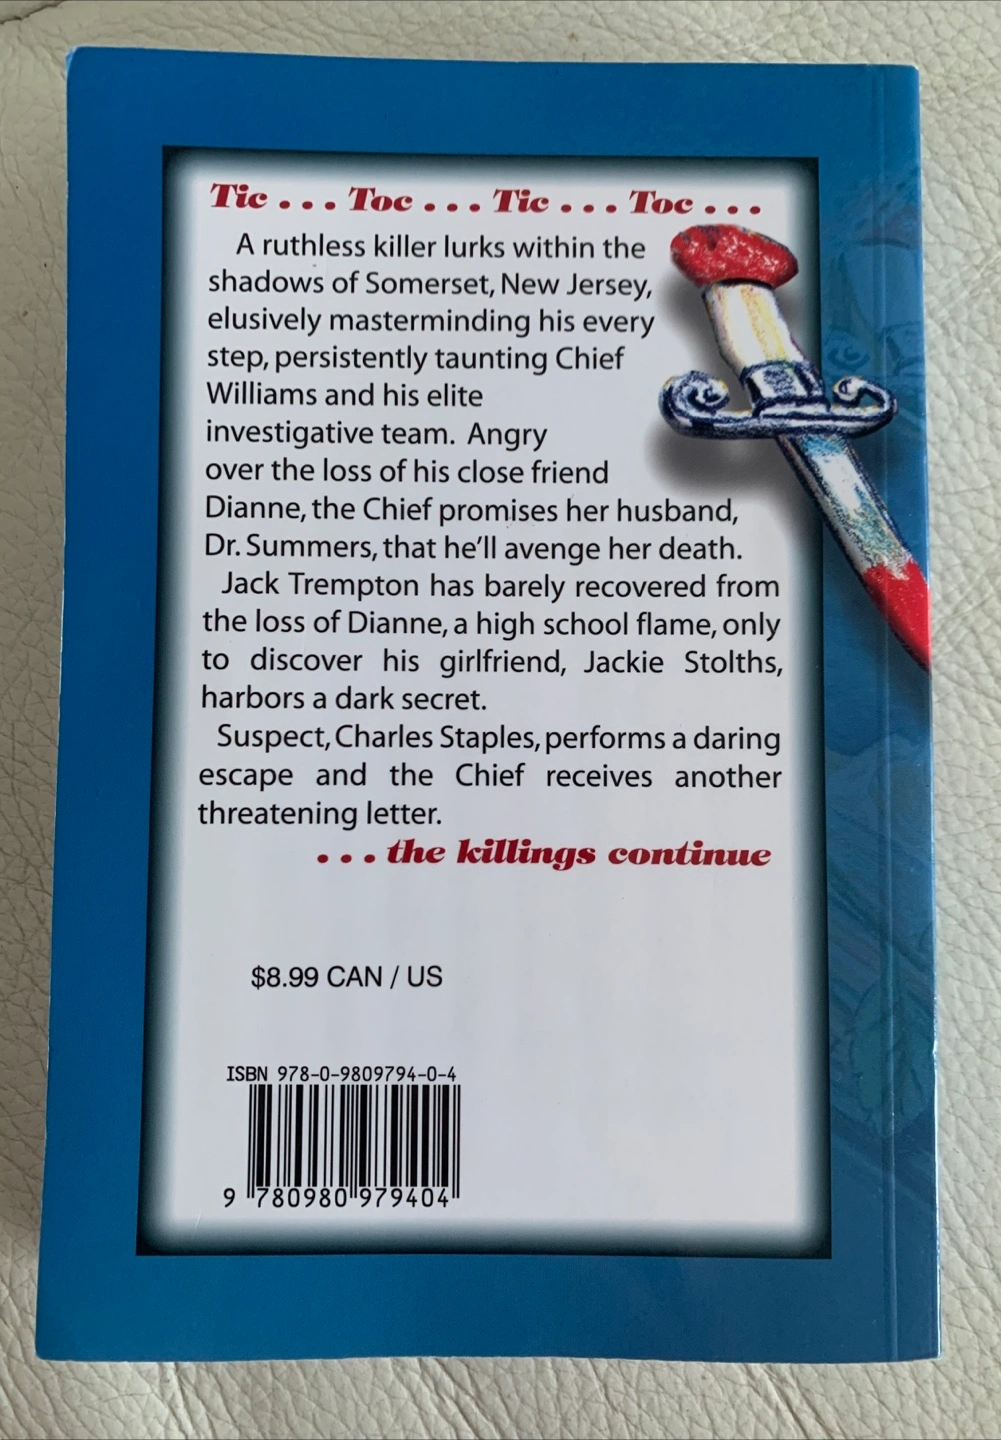 Tic . . . Toc . . . Tic . . . Toc . . .
A ruthless killer lurks within the
shadows of Somerset, New Jersey,
elusively masterminding his every
step, persistently taunting Chief
Williams and his elite
investigative team. Angry
over the loss of his close friend
Dianne, the Chief promises her husband,
Dr. Summers, that he'll avenge her death.
Jack Trempton has barely recovered from
the loss of Dianne, a high school flame, only
to discover his girlfriend, Jackie Stolths,
harbors a dark secret.
Suspect, Charles Staples, performs a daring
escape and the Chief receives another
threatening letter.
. . . the killings continue
$8.99 CAN / US
ISBN 978-0-9809794-0-4
9 780980 979404